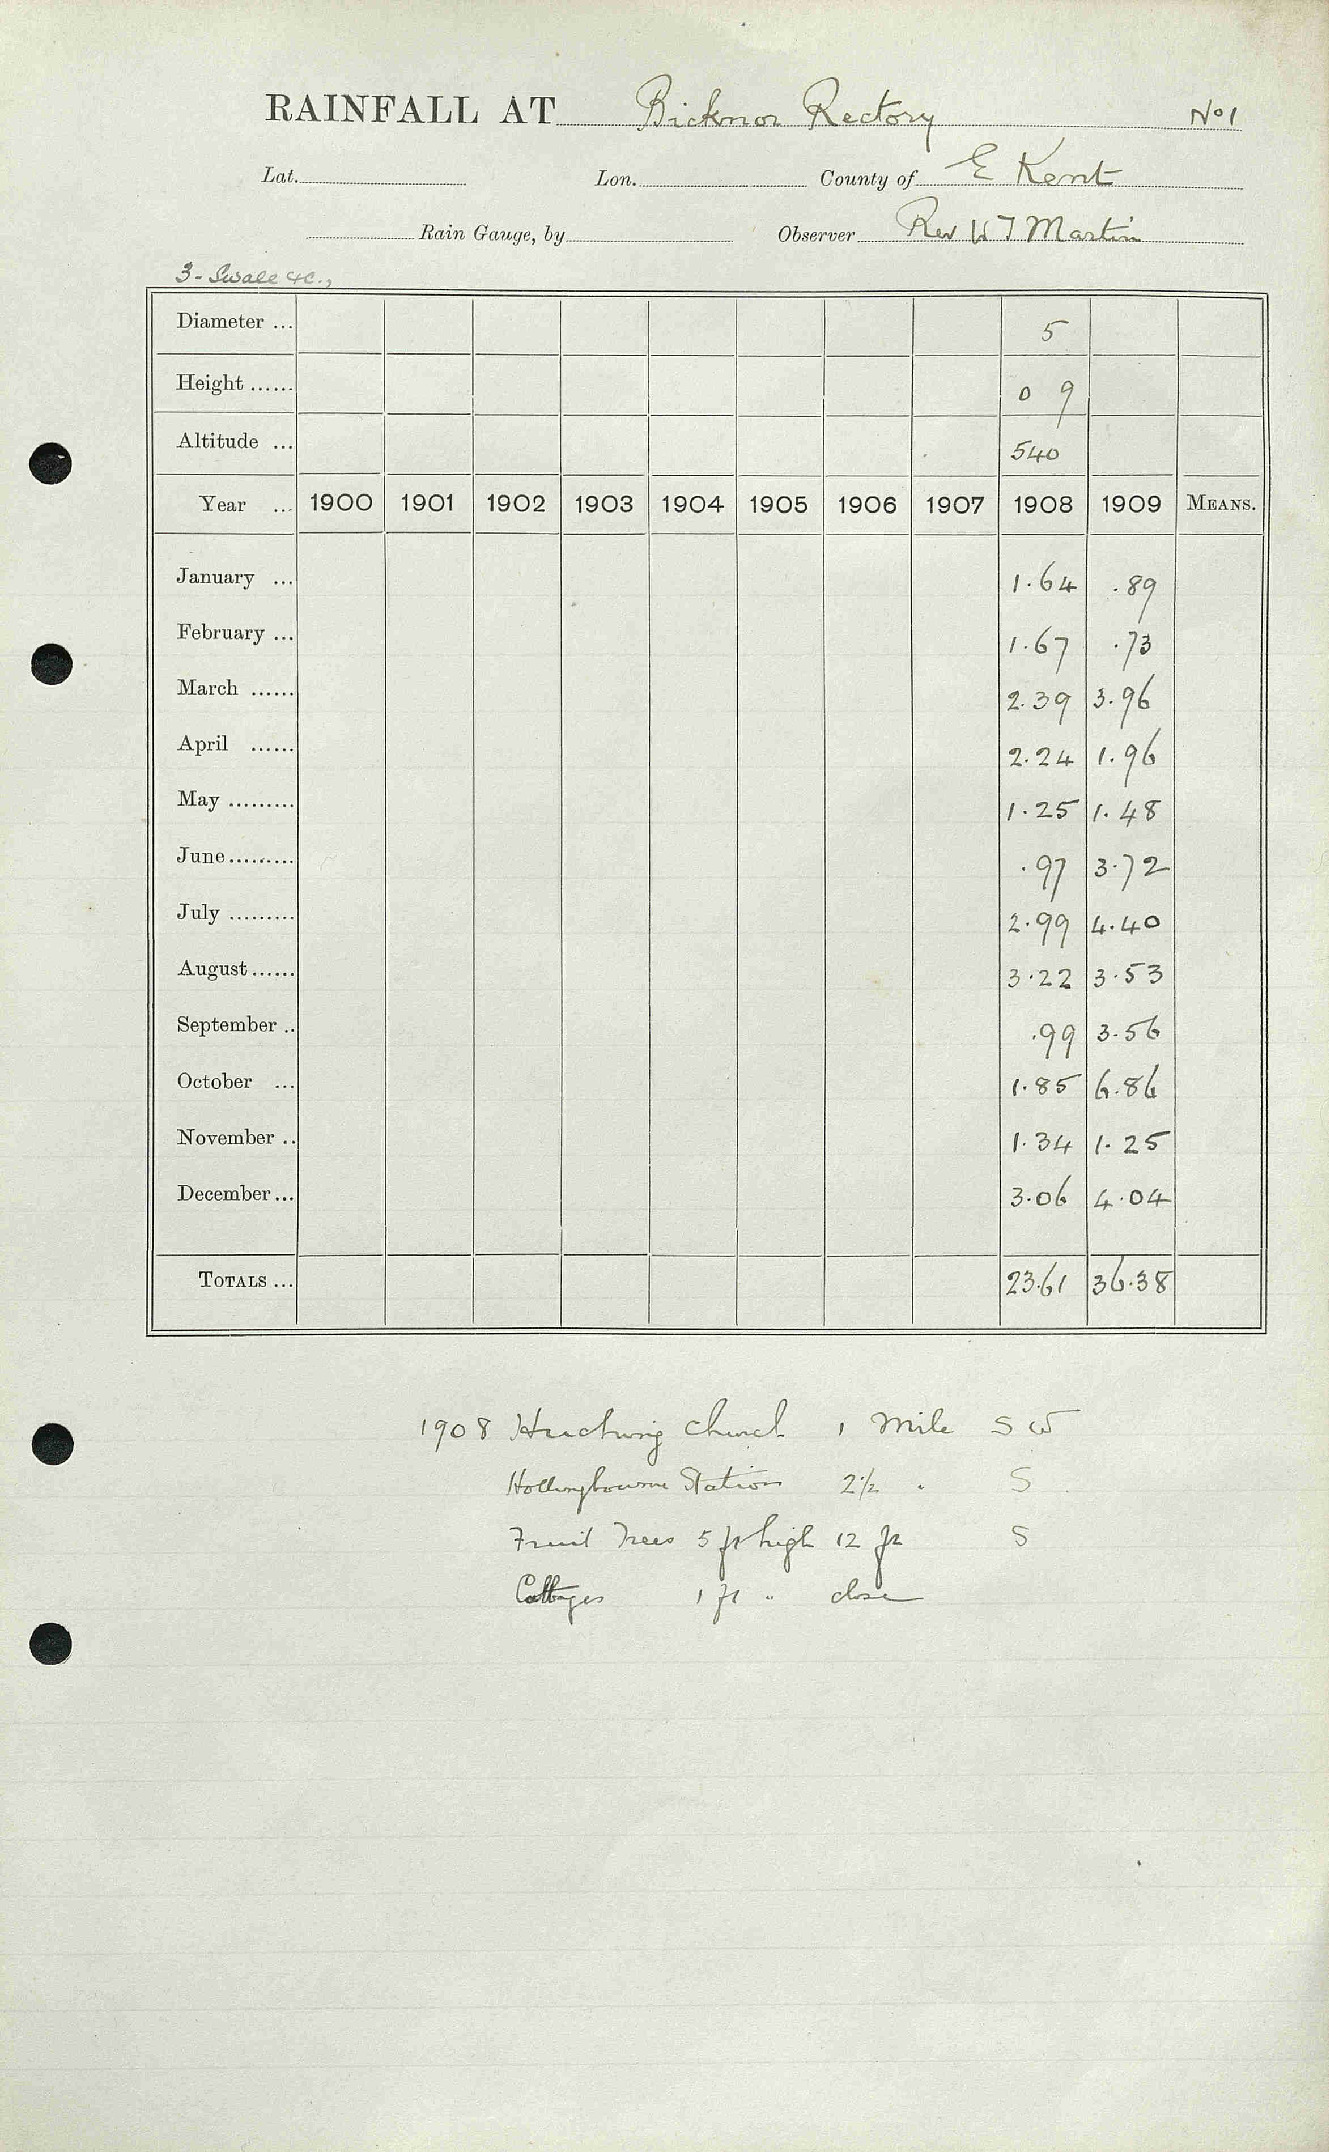 RAINFALL AT Bicknor Rectory No 1
Lat. Lon. County of E Kent
Rain Gauge, by Observer Rev W J Martin
3 - Swale &c.,
Diameter ... 5
Height ...... 0 9
Altitude ... 540
Year ... 1900 1901 1902 1903 1904 1905 1906 1907 1908 1909 MEANS.
January ... 1.64 .89
February ... 1.67 .73
March ...... 2.39 3.96
April ...... 2.24 1.96
May ......... 1.25 1.48
June ......... .97 3.72
July ......... 2.99 4.40
August ...... 3.22 3.53
September .. .99 3.56
October ... 1.85 6.86
November .. 1.34 1.25
December ... 3.06 4.04
TOTALS ... 23.61 36.38
1908 Hucking Church 1 Mile SW
Hollingbourne Station 2½ " S
Fruit Trees 5 ft high 12 ft S
1 ft " close